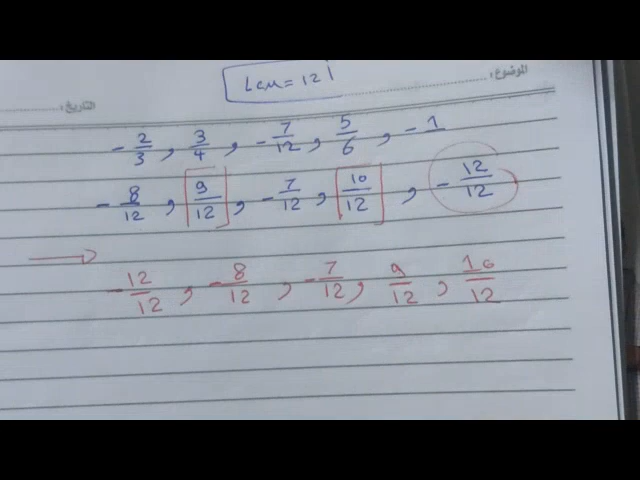 الموضوع:
Lcm = 12
التاريخ:
- 2/3 , 3/4 , - 7/12 , 5/6 , - 1
- 8/12 , 9/12 , - 7/12 , 10/12 , - 12/12
→ - 12/12 , - 8/12 , - 7/12 , 9/12 , 10/12